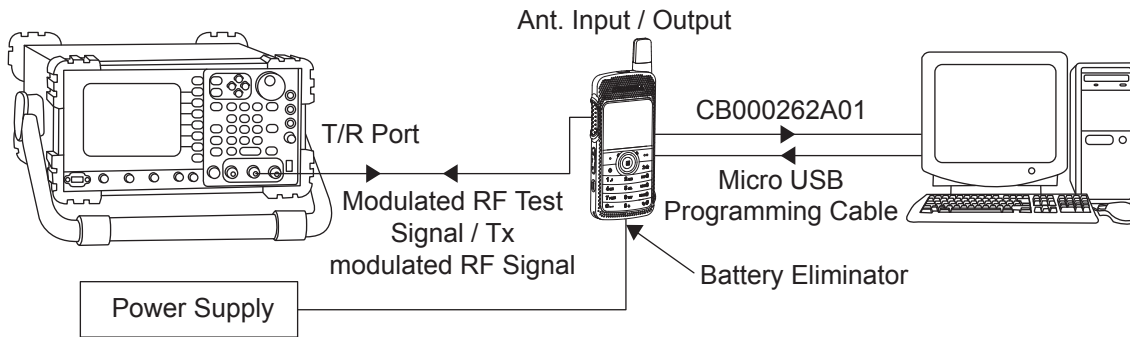 Ant. Input / Output
T/R Port
CB000262A01
Modulated RF Test
Signal / Tx
modulated RF Signal
Micro USB
Programming Cable
Battery Eliminator
Power Supply